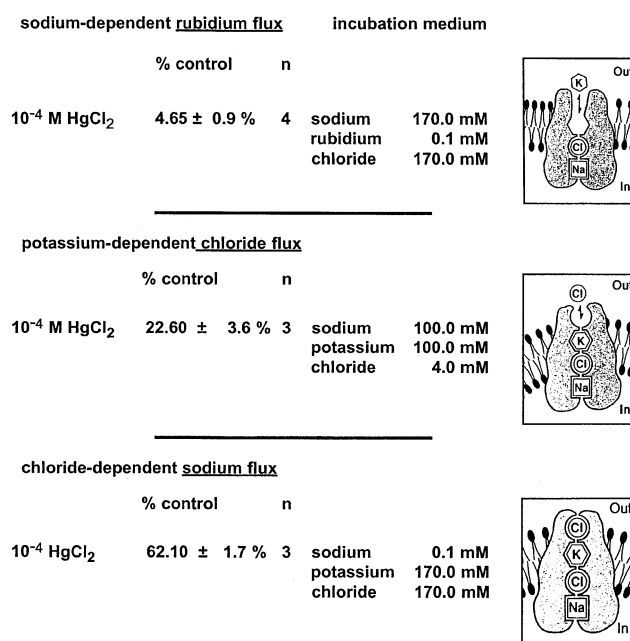 sodium-dependent rubidium flux incubation medium
% control n
Out
K
10⁻⁴ M HgCl₂ 4.65 ± 0.9 % 4 sodium 170.0 mM
rubidium 0.1 mM
chloride 170.0 mM
Cl
Na
In
potassium-dependent chloride flux
% control n
Out
Cl
10⁻⁴ M HgCl₂ 22.60 ± 3.6 % 3 sodium 100.0 mM
potassium 100.0 mM
chloride 4.0 mM
K
Cl
Na
In
chloride-dependent sodium flux
% control n
Out
Cl
10⁻⁴ HgCl₂ 62.10 ± 1.7 % 3 sodium 0.1 mM
potassium 170.0 mM
chloride 170.0 mM
K
Cl
Na
In